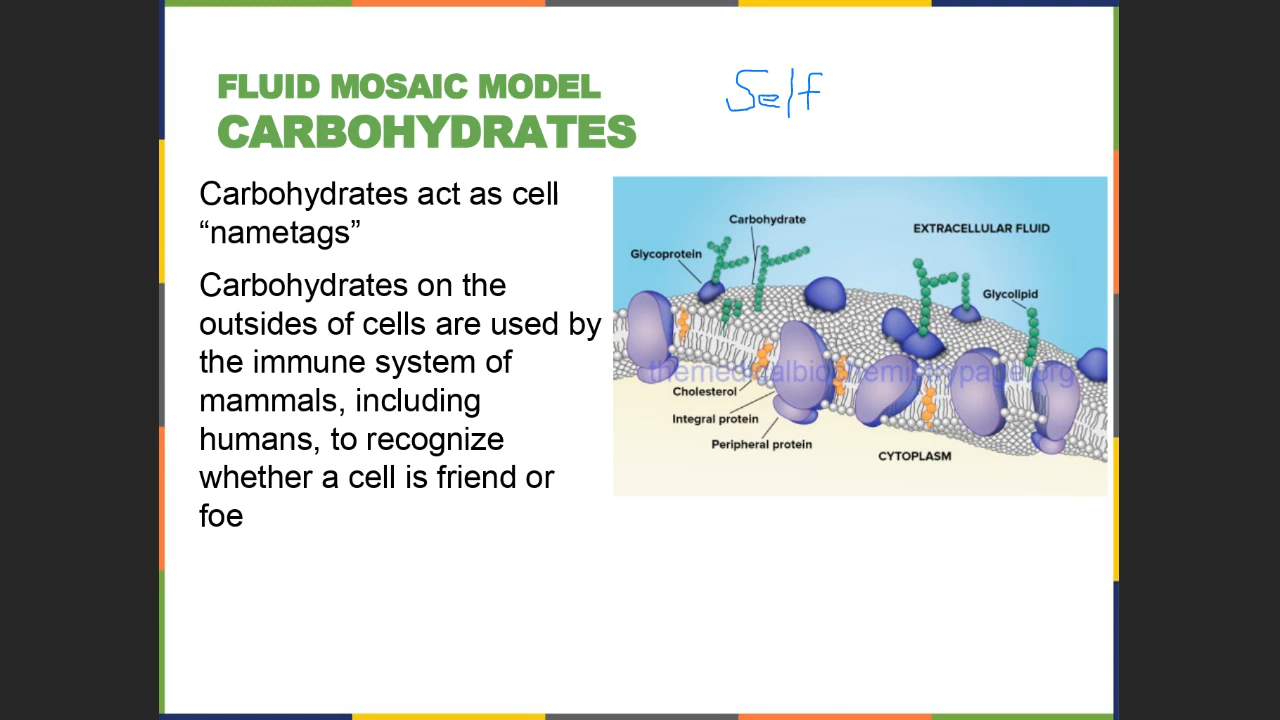 FLUID MOSAIC MODEL
CARBOHYDRATES
Self
Carbohydrates act as cell
“nametags”
Carbohydrates on the
outsides of cells are used by
the immune system of
mammals, including
humans, to recognize
whether a cell is friend or
foe
Carbohydrate
EXTRACELLULAR FLUID
Glycoprotein
Glycolipid
themedicalbiochemistrypage.org
Cholesterol
Integral protein
Peripheral protein
CYTOPLASM